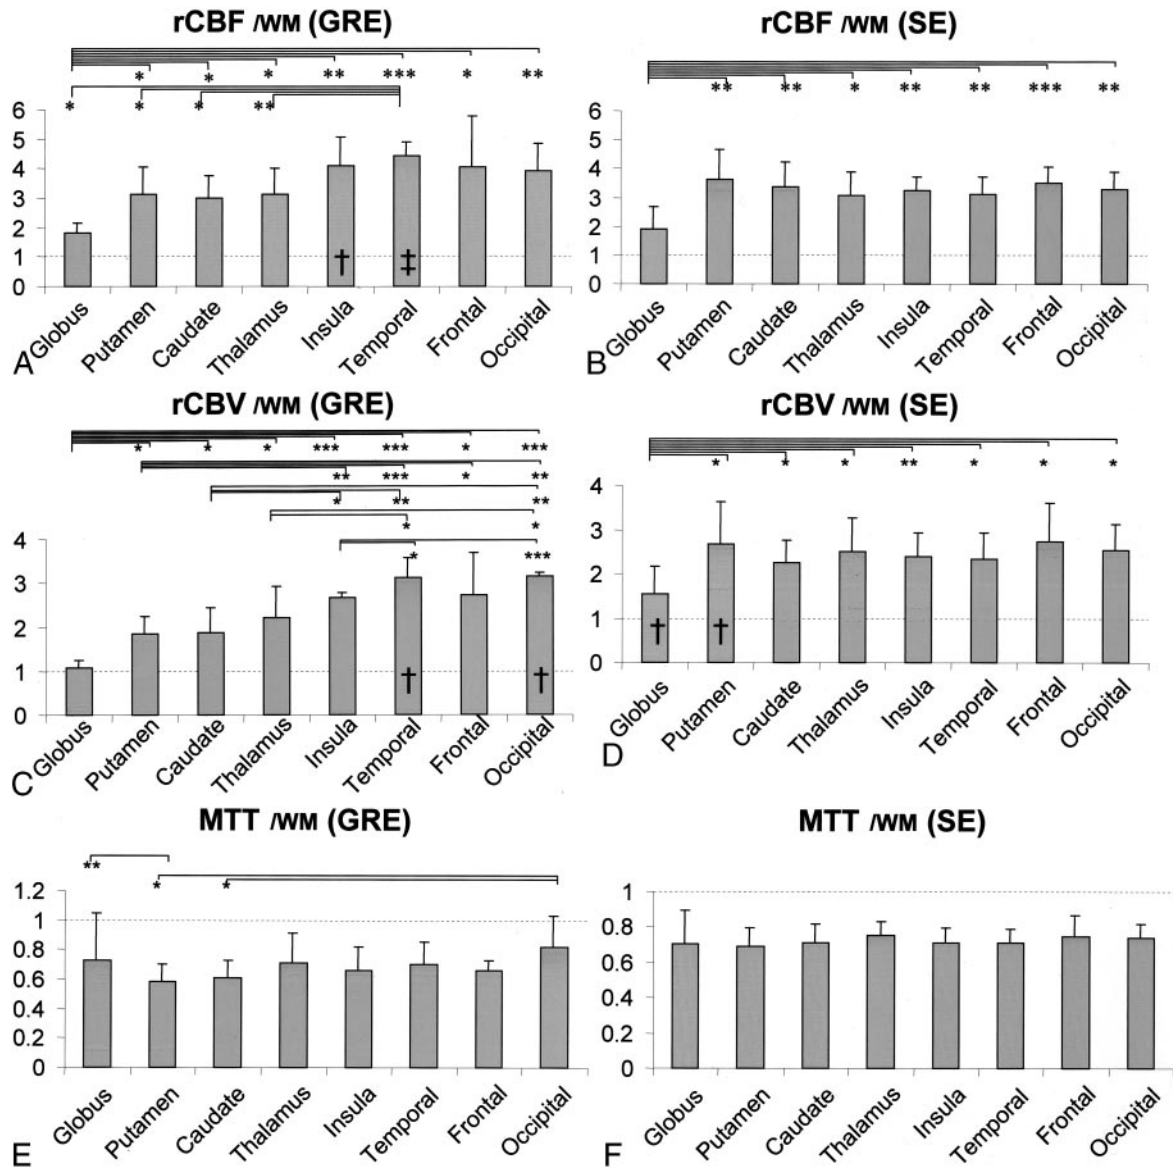 rCBF /WM (GRE)
* * * ** *** * **
* * * **
6
5
4
3
2
1
0
† ‡
Globus Putamen Caudate Thalamus Insula Temporal Frontal Occipital
A
rCBF /WM (SE)
** ** * ** ** *** **
6
5
4
3
2
1
0
Globus Putamen Caudate Thalamus Insula Temporal Frontal Occipital
B
rCBV /WM (GRE)
* * * *** *** * ***
** *** * **
* ** **
* *
* ***
4
3
2
1
0
† †
Globus Putamen Caudate Thalamus Insula Temporal Frontal Occipital
C
rCBV /WM (SE)
* * * ** * * *
4
3
2
1
0
† †
Globus Putamen Caudate Thalamus Insula Temporal Frontal Occipital
D
MTT /WM (GRE)
**
* *
1.2
1
0.8
0.6
0.4
0.2
0
Globus Putamen Caudate Thalamus Insula Temporal Frontal Occipital
E
MTT /WM (SE)
1
0.8
0.6
0.4
0.2
0
Globus Putamen Caudate Thalamus Insula Temporal Frontal Occipital
F